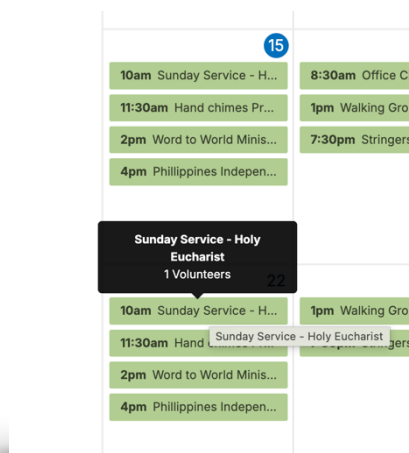 15
10am Sunday Service - H...
8:30am Office C
11:30am Hand chimes Pr...
1pm Walking Gro
2pm Word to World Minis...
7:30pm Stringers
4pm Phillippines Indepen...
Sunday Service - Holy
Eucharist
1 Volunteers
22
10am Sunday Service - H...
1pm Walking Gro
Sunday Service - Holy Eucharist
11:30am Hand
2pm Word to World Minis...
4pm Phillippines Indepen...